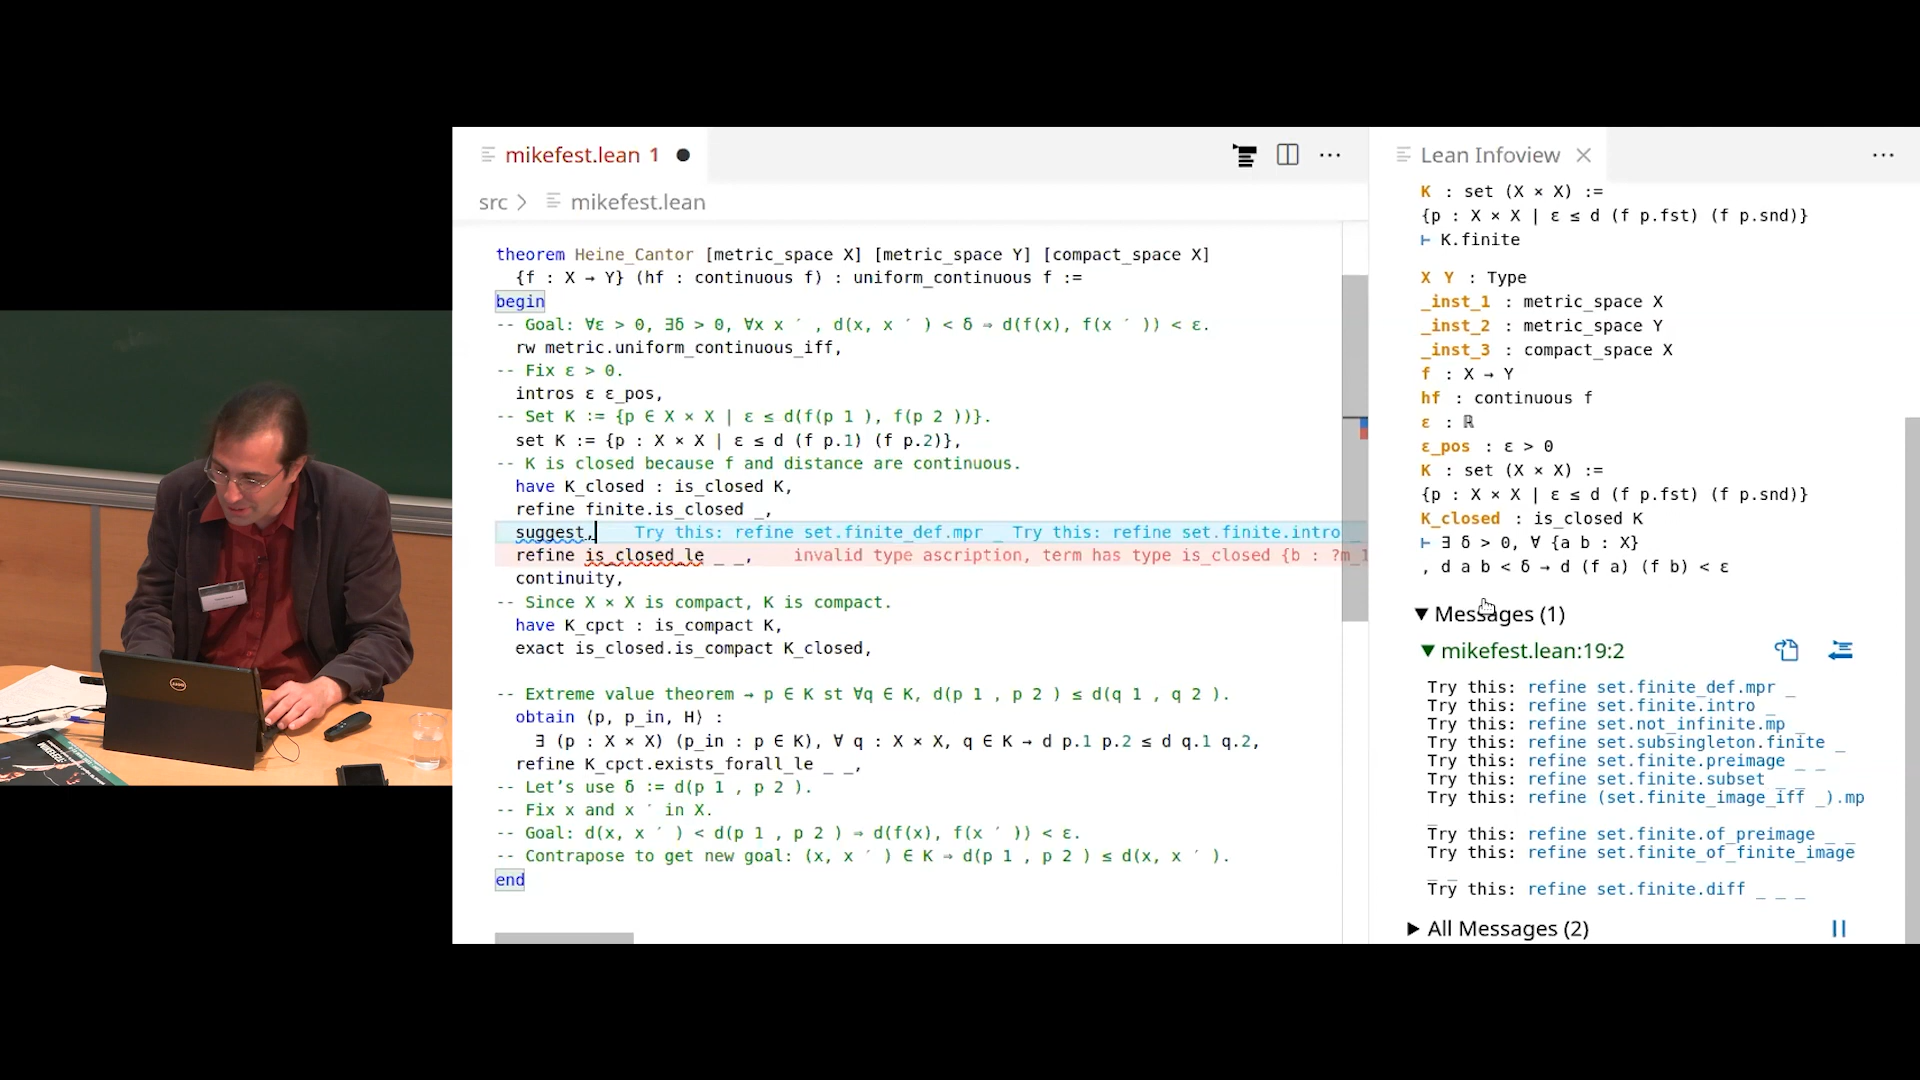 mikefest.lean 1
src > mikefest.lean
theorem Heine_Cantor [metric_space X] [metric_space Y] [compact_space X]
{f : X → Y} (hf : continuous f) : uniform_continuous f :=
begin
-- Goal: ∀ε > 0, ∃δ > 0, ∀x x ′ , d(x, x ′ ) < δ ⇒ d(f(x), f(x ′ )) < ε.
rw metric.uniform_continuous_iff,
-- Fix ε > 0.
intros ε ε_pos,
-- Set K := {p ∈ X × X | ε ≤ d(f(p 1 ), f(p 2 ))}.
set K := {p : X × X | ε ≤ d (f p.1) (f p.2)},
-- K is closed because f and distance are continuous.
have K_closed : is_closed K,
refine finite.is_closed _,
suggest, Try this: refine set.finite_def.mpr _ Try this: refine set.finite.intro _
refine is_closed_le _ _, invalid type ascription, term has type is_closed {b : ?m_1
continuity,
-- Since X × X is compact, K is compact.
have K_cpct : is_compact K,
exact is_closed.is_compact K_closed,
-- Extreme value theorem → p ∈ K st ∀q ∈ K, d(p 1 , p 2 ) ≤ d(q 1 , q 2 ).
obtain ⟨p, p_in, H⟩ :
∃ (p : X × X) (p_in : p ∈ K), ∀ q : X × X, q ∈ K → d p.1 p.2 ≤ d q.1 q.2,
refine K_cpct.exists_forall_le _ _,
-- Let’s use δ := d(p 1 , p 2 ).
-- Fix x and x ′ in X.
-- Goal: d(x, x ′ ) < d(p 1 , p 2 ) ⇒ d(f(x), f(x ′ )) < ε.
-- Contrapose to get new goal: (x, x ′ ) ∈ K ⇒ d(p 1 , p 2 ) ≤ d(x, x ′ ).
end
Lean Infoview
K : set (X × X) :=
{p : X × X | ε ≤ d (f p.fst) (f p.snd)}
⊢ K.finite
X Y : Type
_inst_1 : metric_space X
_inst_2 : metric_space Y
_inst_3 : compact_space X
f : X → Y
hf : continuous f
ε : ℝ
ε_pos : ε > 0
K : set (X × X) :=
{p : X × X | ε ≤ d (f p.fst) (f p.snd)}
K_closed : is_closed K
⊢ ∃ δ > 0, ∀ {a b : X}
, d a b < δ → d (f a) (f b) < ε
▼ Messages (1)
▼ mikefest.lean:19:2
Try this: refine set.finite_def.mpr _
Try this: refine set.finite.intro _
Try this: refine set.not_infinite.mp _
Try this: refine set.subsingleton.finite _
Try this: refine set.finite.preimage _ _
Try this: refine set.finite.subset _ _
Try this: refine (set.finite_image_iff _).mp
_
Try this: refine set.finite.of_preimage _ _
Try this: refine set.finite_of_finite_image
_ _
Try this: refine set.finite.diff _ _ _
▶ All Messages (2)
DELL